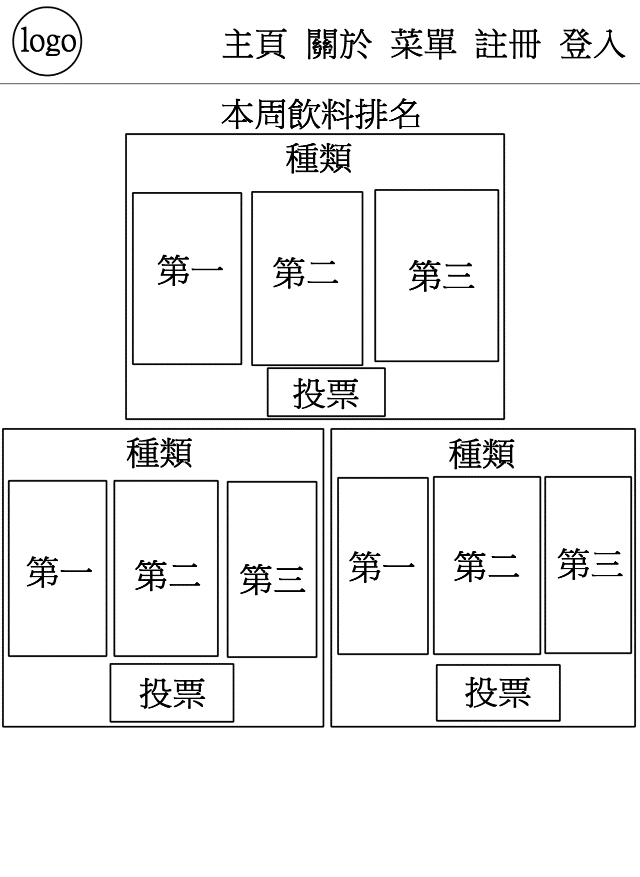 logo 主頁 關於 菜單 註冊 登入
本周飲料排名
種類
第一 第二 第三
投票
種類
第一 第二 第三
投票
種類
第一 第二 第三
投票